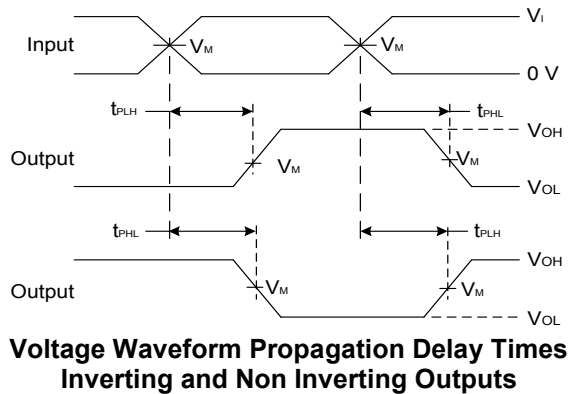 VI
Input VM VM
0 V
tPLH tPHL
VOH
Output VM VM
VOL
tPHL tPLH
VOH
Output VM VM
VOL
Voltage Waveform Propagation Delay Times
Inverting and Non Inverting Outputs